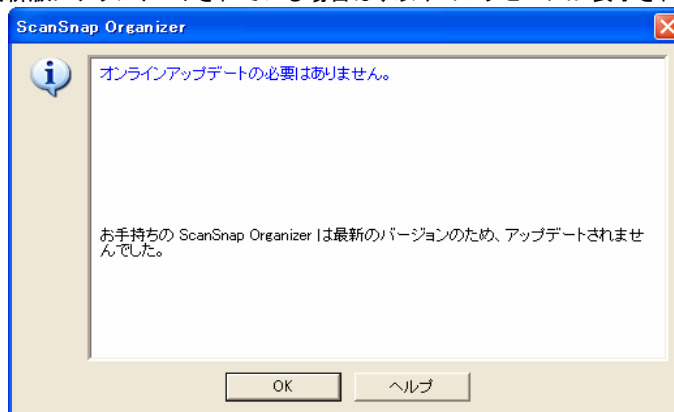 ScanSnap Organizer
オンラインアップデートの必要はありません。
お手持ちの ScanSnap Organizer は最新のバージョンのため、アップデートされませ
んでした。
OK
ヘルプ